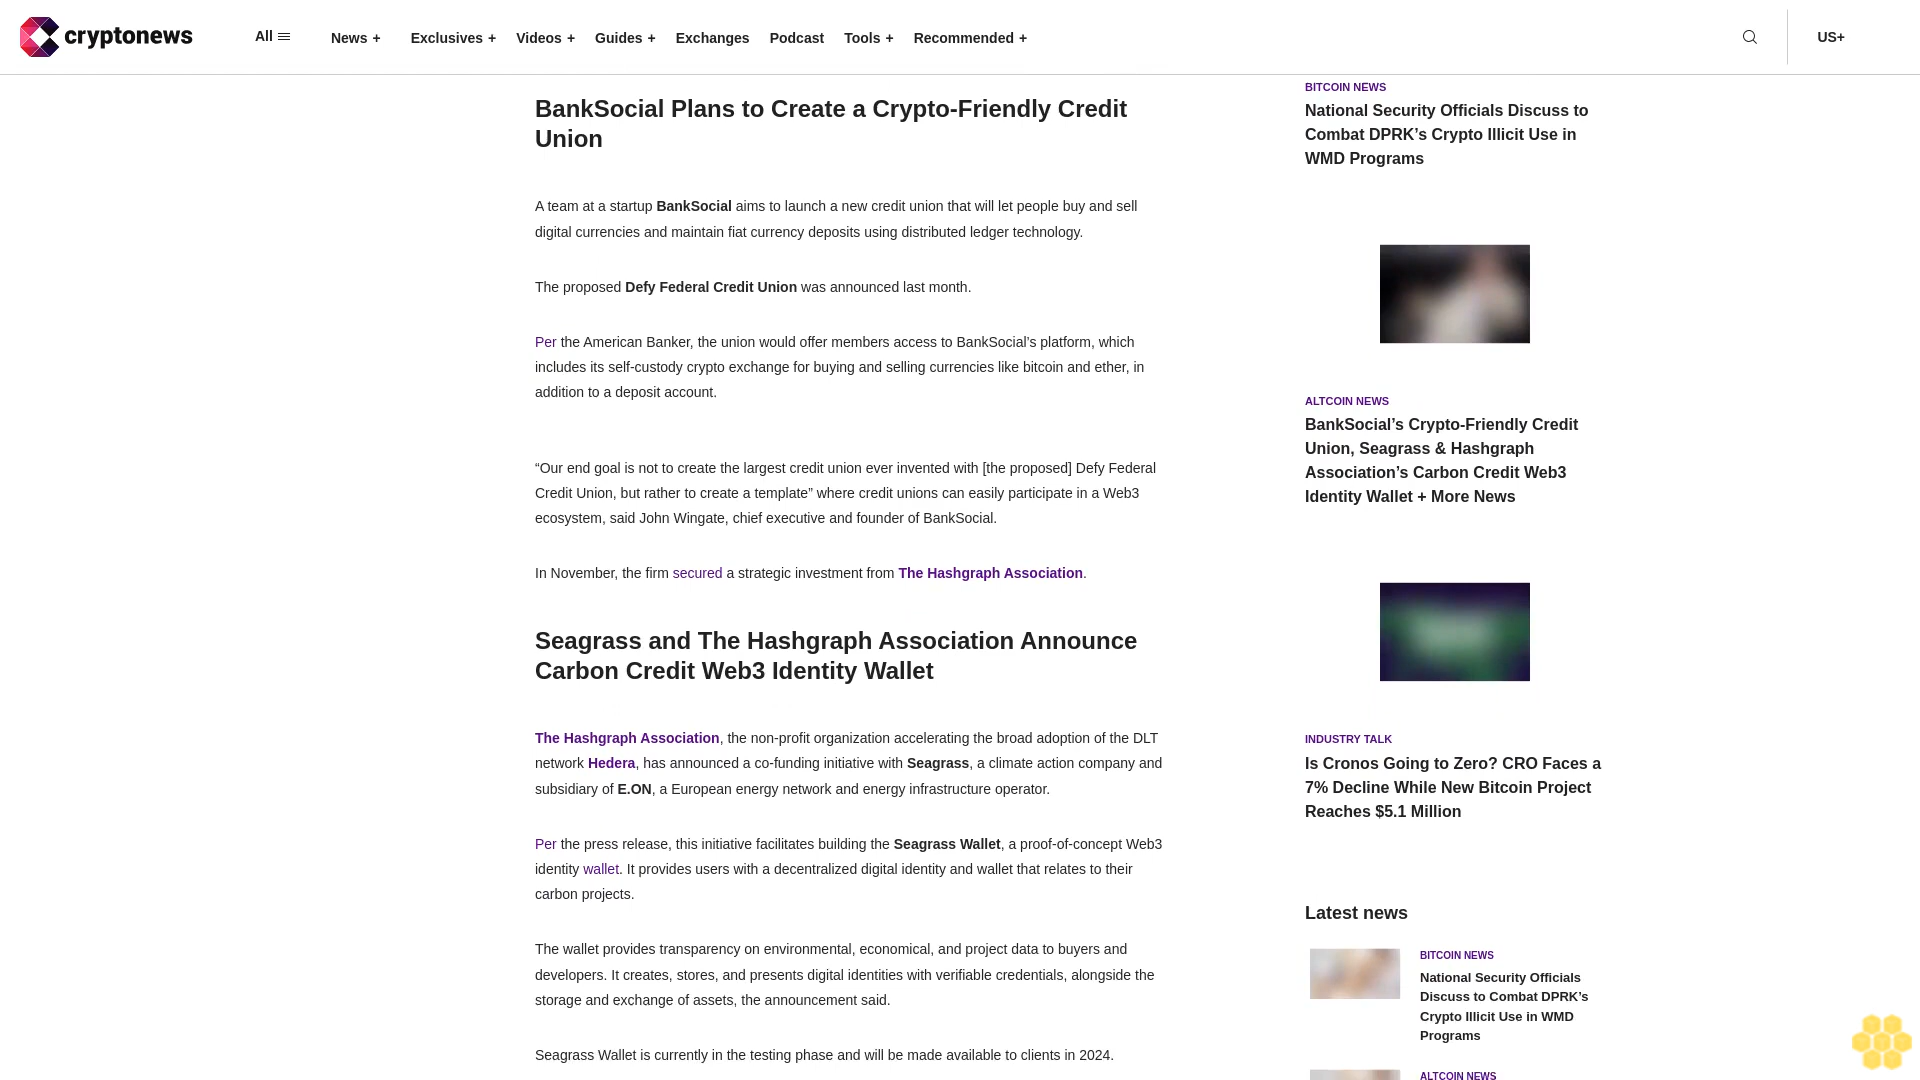 cryptonews
All
News +
Exclusives +
Videos +
Guides +
Exchanges
Podcast
Tools +
Recommended +
US+
BankSocial Plans to Create a Crypto-Friendly Credit
Union
A team at a startup BankSocial aims to launch a new credit union that will let people buy and sell
digital currencies and maintain fiat currency deposits using distributed ledger technology.
The proposed Defy Federal Credit Union was announced last month.
Per the American Banker, the union would offer members access to BankSocial’s platform, which
includes its self-custody crypto exchange for buying and selling currencies like bitcoin and ether, in
addition to a deposit account.
“Our end goal is not to create the largest credit union ever invented with [the proposed] Defy Federal
Credit Union, but rather to create a template” where credit unions can easily participate in a Web3
ecosystem, said John Wingate, chief executive and founder of BankSocial.
In November, the firm secured a strategic investment from The Hashgraph Association.
Seagrass and The Hashgraph Association Announce
Carbon Credit Web3 Identity Wallet
The Hashgraph Association, the non-profit organization accelerating the broad adoption of the DLT
network Hedera, has announced a co-funding initiative with Seagrass, a climate action company and
subsidiary of E.ON, a European energy network and energy infrastructure operator.
Per the press release, this initiative facilitates building the Seagrass Wallet, a proof-of-concept Web3
identity wallet. It provides users with a decentralized digital identity and wallet that relates to their
carbon projects.
The wallet provides transparency on environmental, economical, and project data to buyers and
developers. It creates, stores, and presents digital identities with verifiable credentials, alongside the
storage and exchange of assets, the announcement said.
Seagrass Wallet is currently in the testing phase and will be made available to clients in 2024.
BITCOIN NEWS
National Security Officials Discuss to
Combat DPRK’s Crypto Illicit Use in
WMD Programs
ALTCOIN NEWS
BankSocial’s Crypto-Friendly Credit
Union, Seagrass & Hashgraph
Association’s Carbon Credit Web3
Identity Wallet + More News
INDUSTRY TALK
Is Cronos Going to Zero? CRO Faces a
7% Decline While New Bitcoin Project
Reaches $5.1 Million
Latest news
BITCOIN NEWS
National Security Officials
Discuss to Combat DPRK’s
Crypto Illicit Use in WMD
Programs
ALTCOIN NEWS